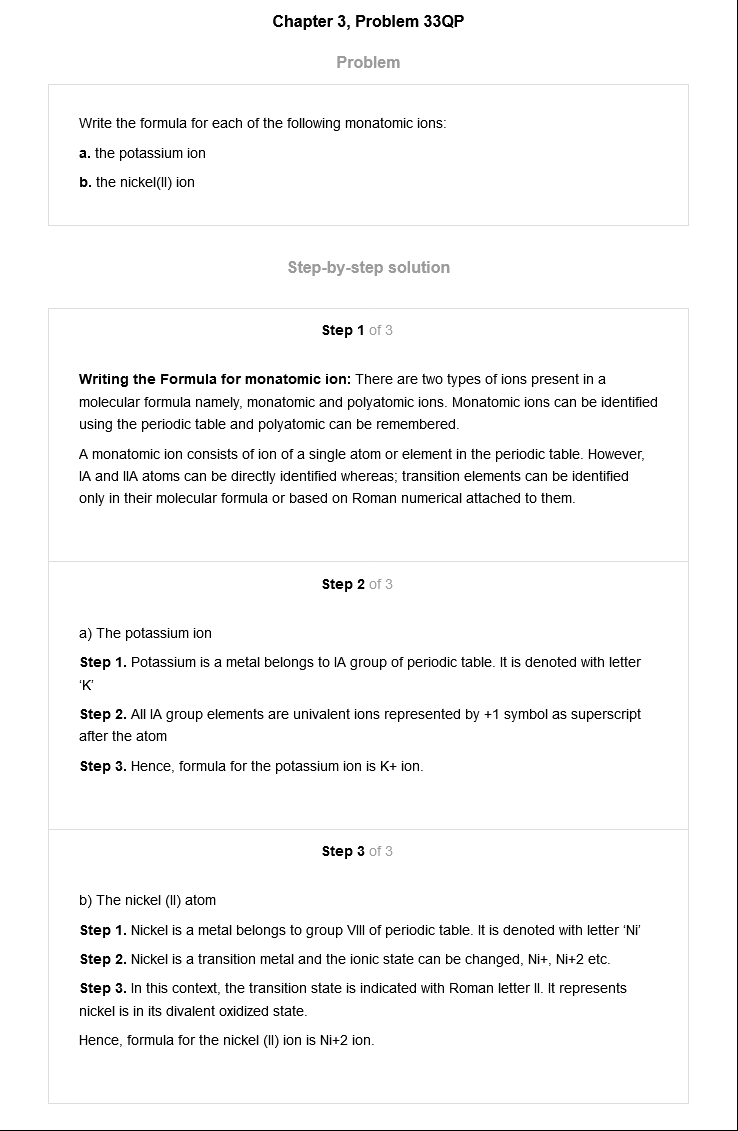 Chapter 3, Problem 33QP
Problem
Write the formula for each of the following monatomic ions:
a. the potassium ion
b. the nickel(II) ion
Step-by-step solution
Step 1 of 3
Writing the Formula for monatomic ion: There are two types of ions present in a
molecular formula namely, monatomic and polyatomic ions. Monatomic ions can be identified
using the periodic table and polyatomic can be remembered.
A monatomic ion consists of ion of a single atom or element in the periodic table. However,
IA and IIA atoms can be directly identified whereas; transition elements can be identified
only in their molecular formula or based on Roman numerical attached to them.
Step 2 of 3
a) The potassium ion
Step 1. Potassium is a metal belongs to IA group of periodic table. It is denoted with letter
‘K’
Step 2. All IA group elements are univalent ions represented by +1 symbol as superscript
after the atom
Step 3. Hence, formula for the potassium ion is K+ ion.
Step 3 of 3
b) The nickel (II) atom
Step 1. Nickel is a metal belongs to group VIII of periodic table. It is denoted with letter ‘Ni’
Step 2. Nickel is a transition metal and the ionic state can be changed, Ni+, Ni+2 etc.
Step 3. In this context, the transition state is indicated with Roman letter II. It represents
nickel is in its divalent oxidized state.
Hence, formula for the nickel (II) ion is Ni+2 ion.